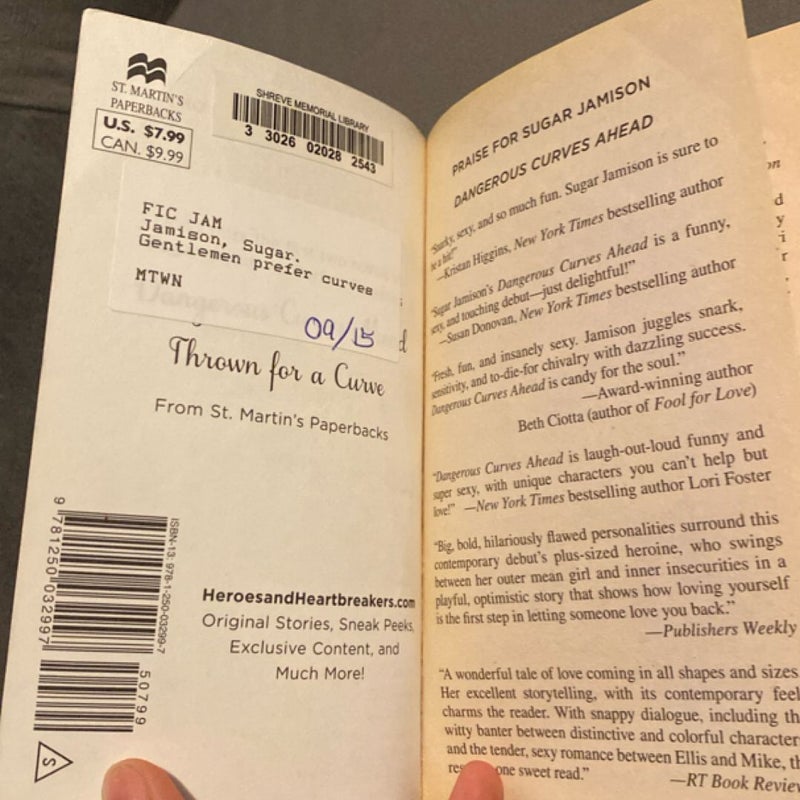 ST. MARTIN'S
PAPERBACKS
U.S. $7.99
CAN. $9.99
SHREVE MEMORIAL LIBRARY
3 3026 02028 2543
FIC JAM
Jamison, Sugar.
Gentlemen prefer curves
MTWN
09/15
Thrown for a Curve
From St. Martin's Paperbacks
ISBN-13: 978-1-250-03299-7
9 781250 032997
50799
S
HeroesandHeartbreakers.com
Original Stories, Sneak Peeks,
Exclusive Content, and
Much More!
PRAISE FOR SUGAR JAMISON
DANGEROUS CURVES AHEAD
"Snarky, sexy, and so much fun. Sugar Jamison is sure to
be a hit!"
—Kristan Higgins, New York Times bestselling author
"Sugar Jamison's Dangerous Curves Ahead is a funny,
sexy, and touching debut—just delightful!"
—Susan Donovan, New York Times bestselling author
"Fresh, fun, and insanely sexy. Jamison juggles snark,
sensitivity, and to-die-for chivalry with dazzling success.
Dangerous Curves Ahead is candy for the soul."
—Award-winning author
Beth Ciotta (author of Fool for Love)
"Dangerous Curves Ahead is laugh-out-loud funny and
super sexy, with unique characters you can't help but
love!" —New York Times bestselling author Lori Foster
"Big, bold, hilariously flawed personalities surround this
contemporary debut's plus-sized heroine, who swings
between her outer mean girl and inner insecurities in a
playful, optimistic story that shows how loving yourself
is the first step in letting someone love you back."
—Publishers Weekly
"A wonderful tale of love coming in all shapes and sizes
Her excellent storytelling, with its contemporary feel
charms the reader. With snappy dialogue, including th
witty banter between distinctive and colorful character
and the tender, sexy romance between Ellis and Mike, th
one sweet read."
—RT Book Review